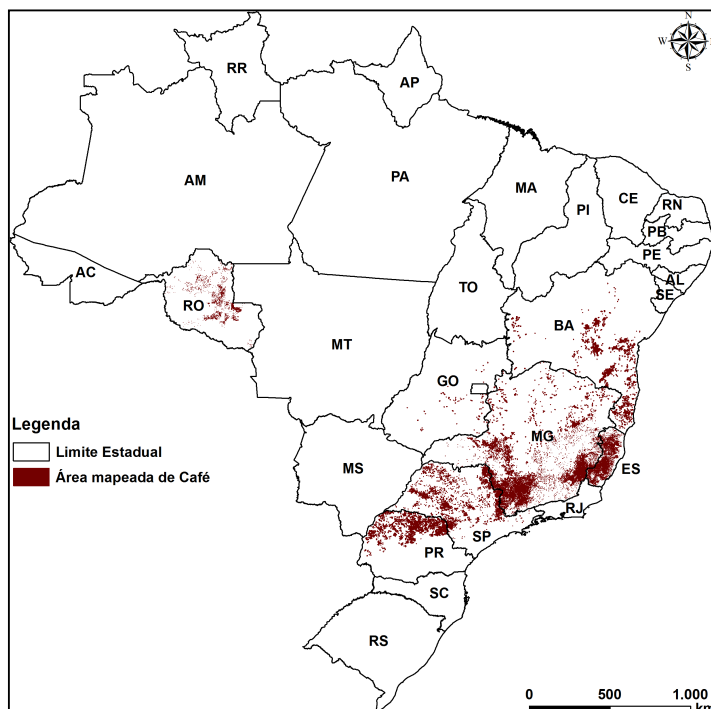 N
W
E
S
RR
AP
AM
PA
MA
CE
RN
PI
PB
PE
AC
TO
AL
SE
RO
BA
MT
GO
Legenda
Limite Estadual
MG
MS
ES
Área mapeada de Café
RJ
SP
PR
SC
RS
0 500 1.000
km